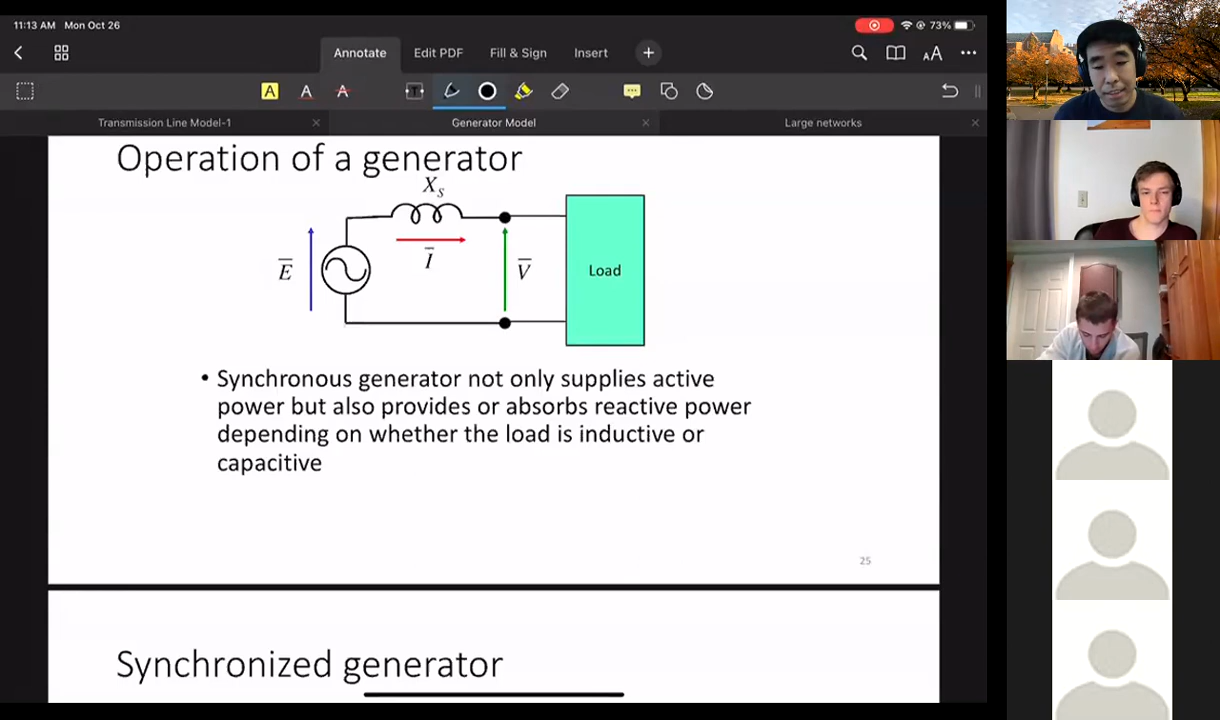 11:13 AM Mon Oct 26
73%
Annotate
Edit PDF
Fill & Sign
Insert
Transmission Line Model-1
Generator Model
Large networks
Operation of a generator
Xs
E
I
V
Load
• Synchronous generator not only supplies active
power but also provides or absorbs reactive power
depending on whether the load is inductive or
capacitive
25
Synchronized generator